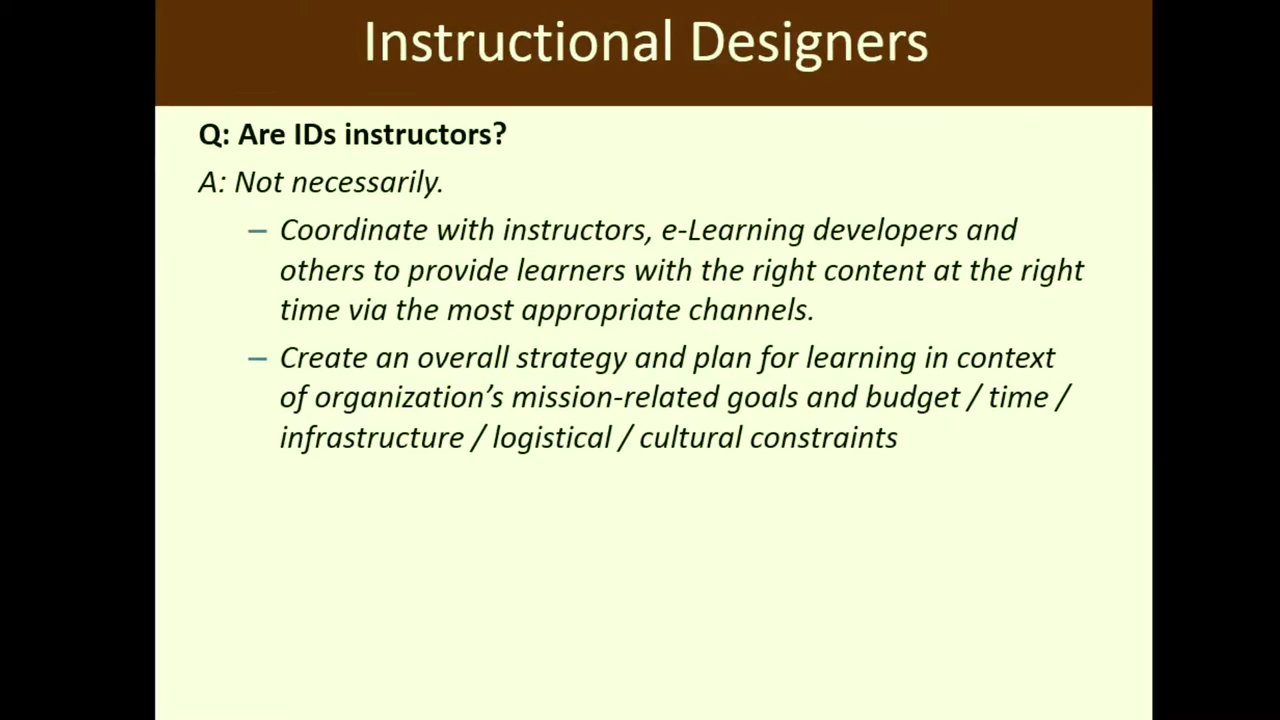 Instructional Designers
Q: Are IDs instructors?
A: Not necessarily.
– Coordinate with instructors, e-Learning developers and
others to provide learners with the right content at the right
time via the most appropriate channels.
– Create an overall strategy and plan for learning in context
of organization’s mission-related goals and budget / time /
infrastructure / logistical / cultural constraints